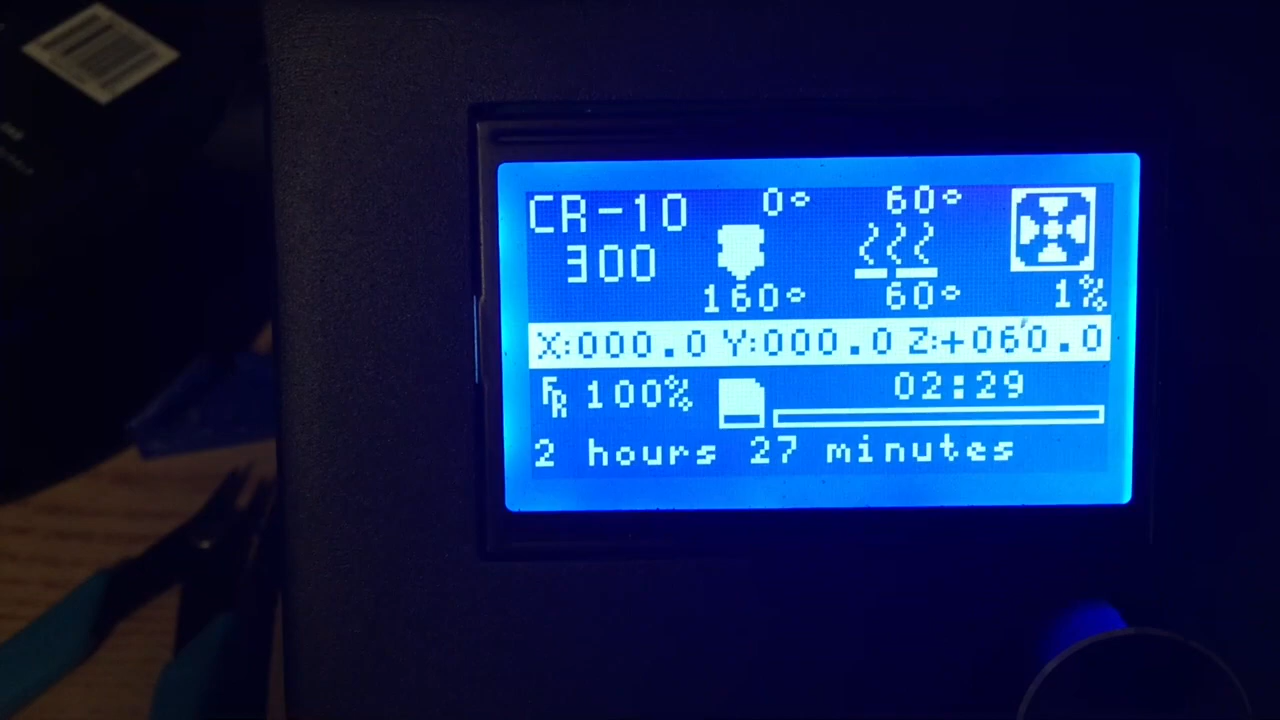 CR-10 0° 60°
300
160° 60° 1%
X:000.0 Y:000.0 Z:+060.0
FR 100% 02:29
2 hours 27 minutes